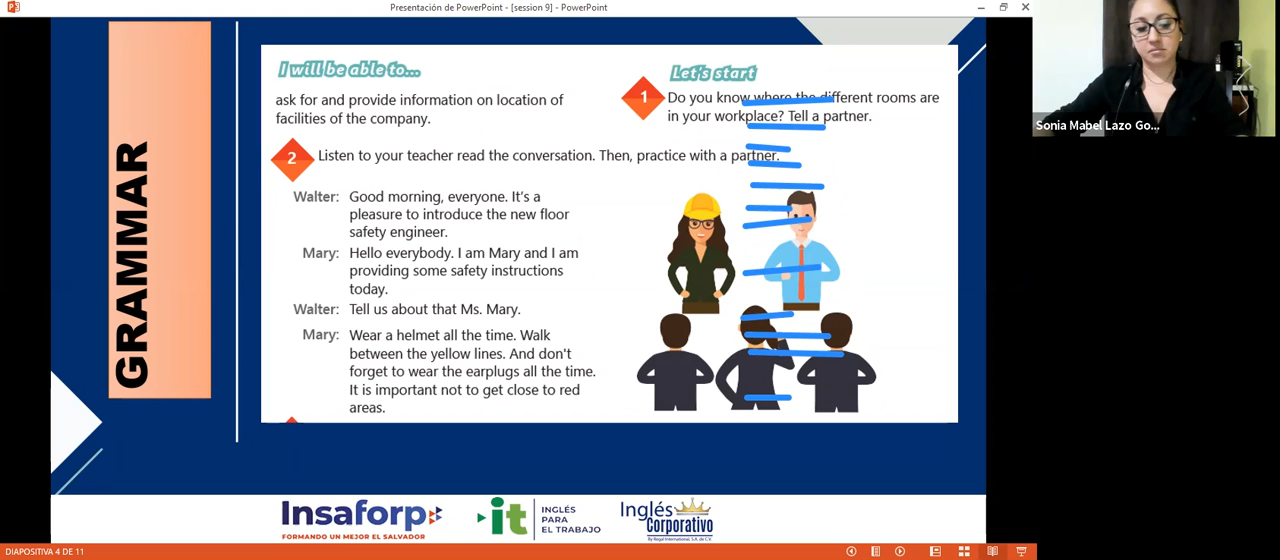 Presentación de PowerPoint - [session 9] - PowerPoint
GRAMMAR
I will be able to...
ask for and provide information on location of
facilities of the company.
Let's start
1
Do you know where the different rooms are
in your workplace? Tell a partner.
2
Listen to your teacher read the conversation. Then, practice with a partner.
Walter: Good morning, everyone. It's a
pleasure to introduce the new floor
safety engineer.
Mary: Hello everybody. I am Mary and I am
providing some safety instructions
today.
Walter: Tell us about that Ms. Mary.
Mary: Wear a helmet all the time. Walk
between the yellow lines. And don't
forget to wear the earplugs all the time.
It is important not to get close to red
areas.
Sonia Mabel Lazo Go...
Insaforp
FORMANDO UN MEJOR EL SALVADOR
it
INGLÉS
PARA
EL TRABAJO
Inglés
Corporativo
By Regal International, S.A. de C.V.
DIAPOSITIVA 4 DE 11